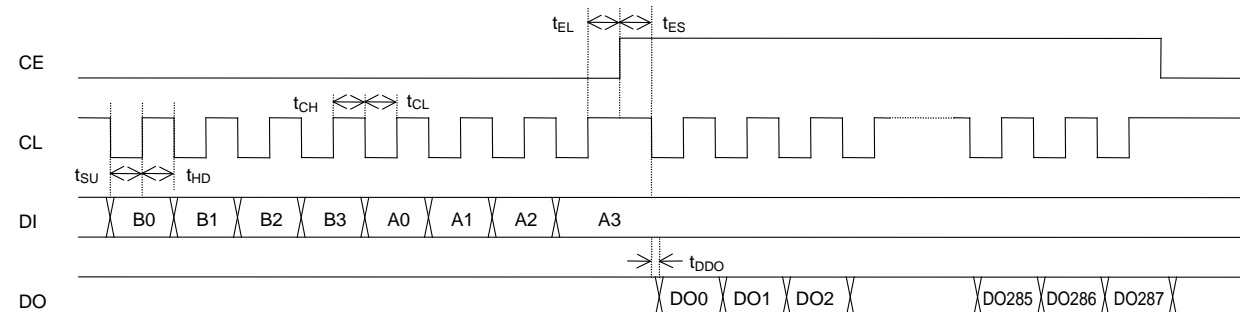 tEL tES
CE
tCH tCL
CL
tSU tHD
DI B0 B1 B2 B3 A0 A1 A2 A3
tDDO
DO DO0 DO1 DO2 DO285 DO286 DO287